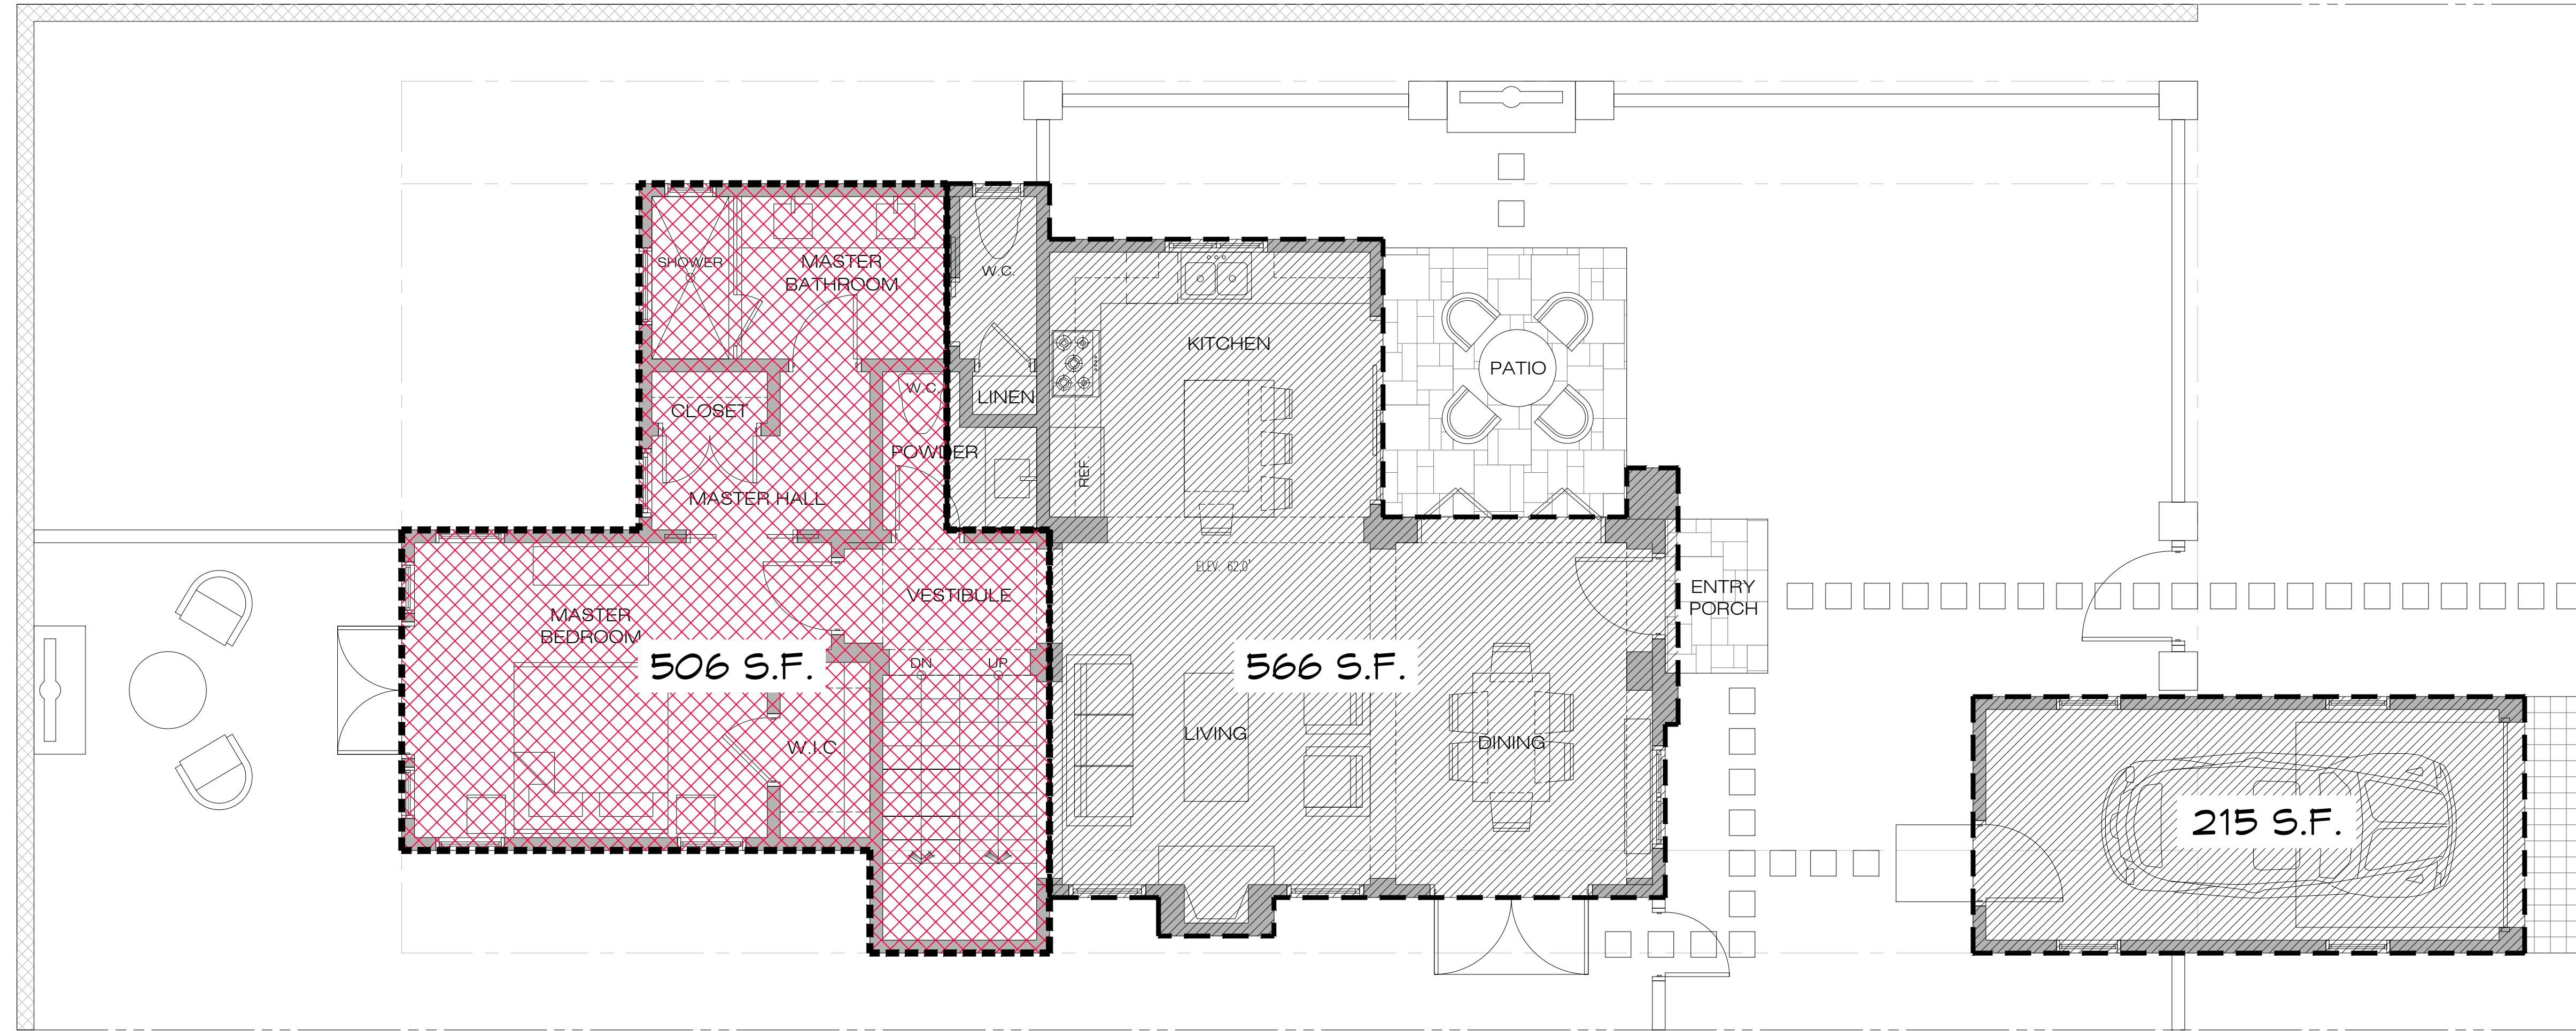 SHOWER
MASTER
BATHROOM
W.C.
KITCHEN
PATIO
W.C
LINEN
CLOSET
POWDER
REF.
MASTER HALL
ELEV. 62.0'
ENTRY
PORCH
VESTIBULE
MASTER
BEDROOM
506 S.F.
DN
UP
566 S.F.
LIVING
DINING
W.I.C.
215 S.F.